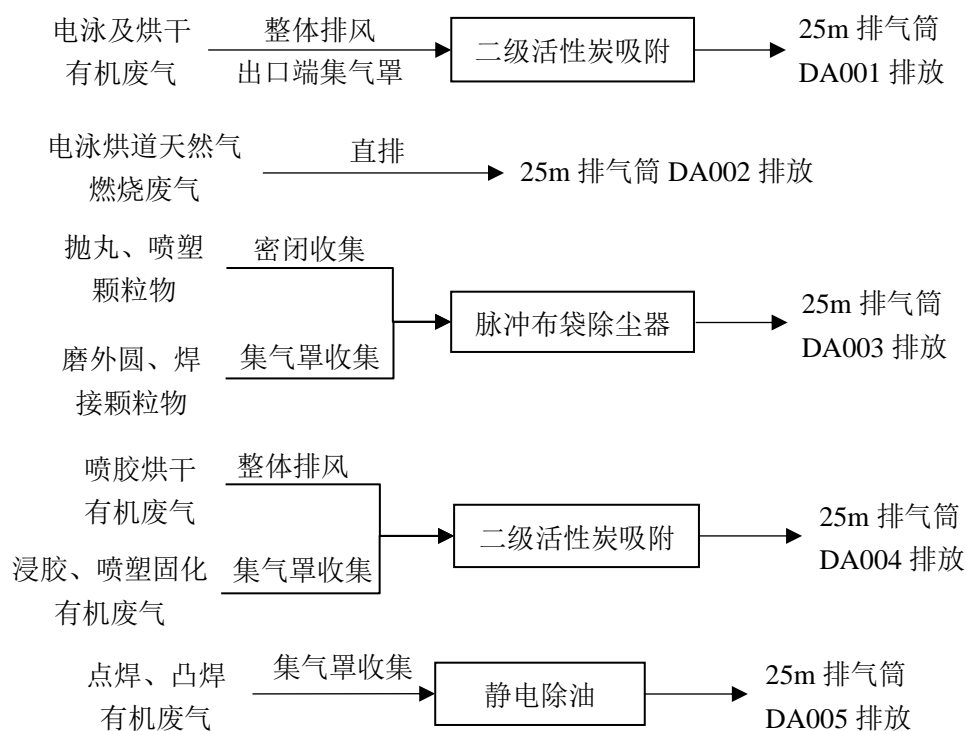 电泳及烘干
有机废气
整体排风
出口端集气罩
二级活性炭吸附
25m 排气筒
DA001 排放
电泳烘道天然气
燃烧废气
直排
25m 排气筒 DA002 排放
抛丸、喷塑
颗粒物
密闭收集
磨外圆、焊
接颗粒物
集气罩收集
脉冲布袋除尘器
25m 排气筒
DA003 排放
喷胶烘干
有机废气
整体排风
浸胶、喷塑固化
有机废气
集气罩收集
二级活性炭吸附
25m 排气筒
DA004 排放
点焊、凸焊
有机废气
集气罩收集
静电除油
25m 排气筒
DA005 排放